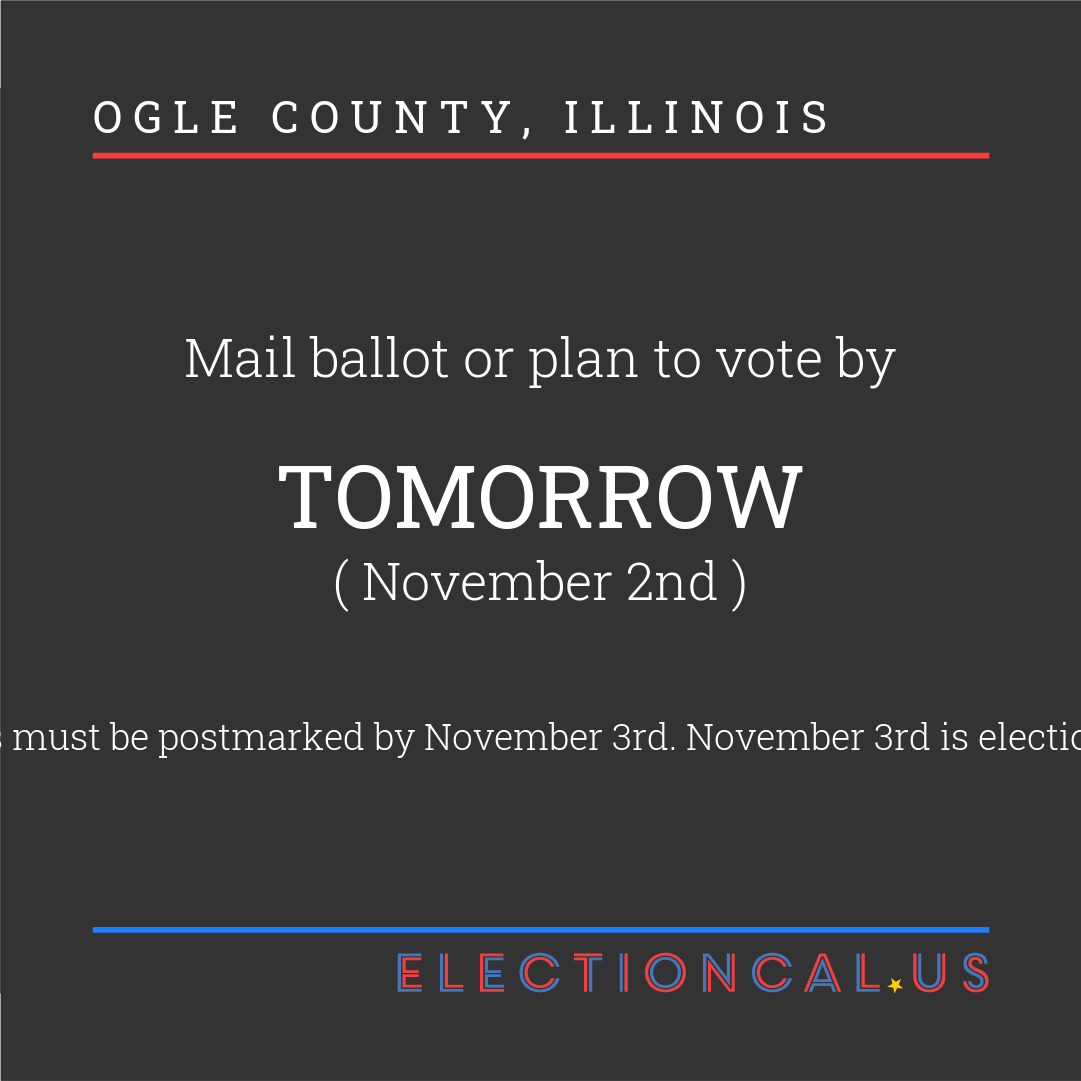 OGLE COUNTY, ILLINOIS
Mail ballot or plan to vote by
TOMORROW
( November 2nd )
must be postmarked by November 3rd. November 3rd is
ELECTIONCAL.US